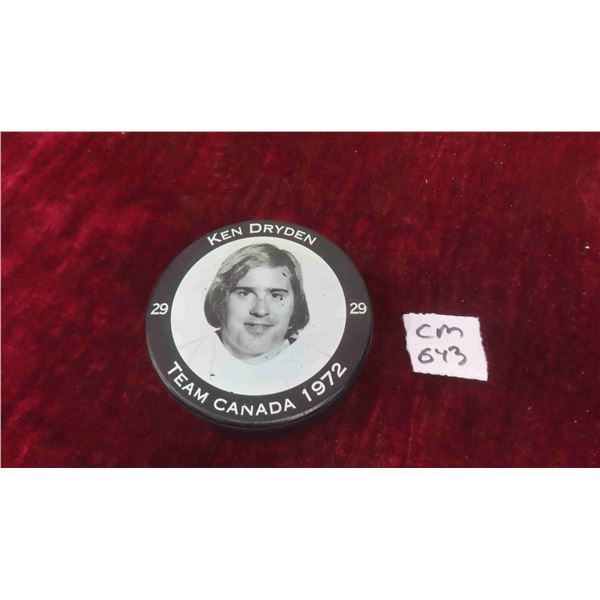 KEN DRYDEN
29 29
TEAM CANADA 1972
CM
643